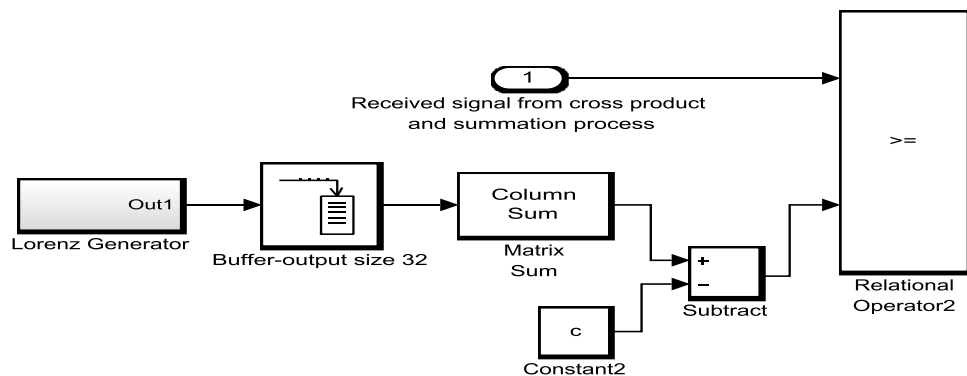 1
Received signal from cross product
and summation process
>=
Out1
Lorenz Generator
Buffer-output size 32
Column
Sum
Matrix
Sum
+
−
Subtract
c
Constant2
Relational
Operator2